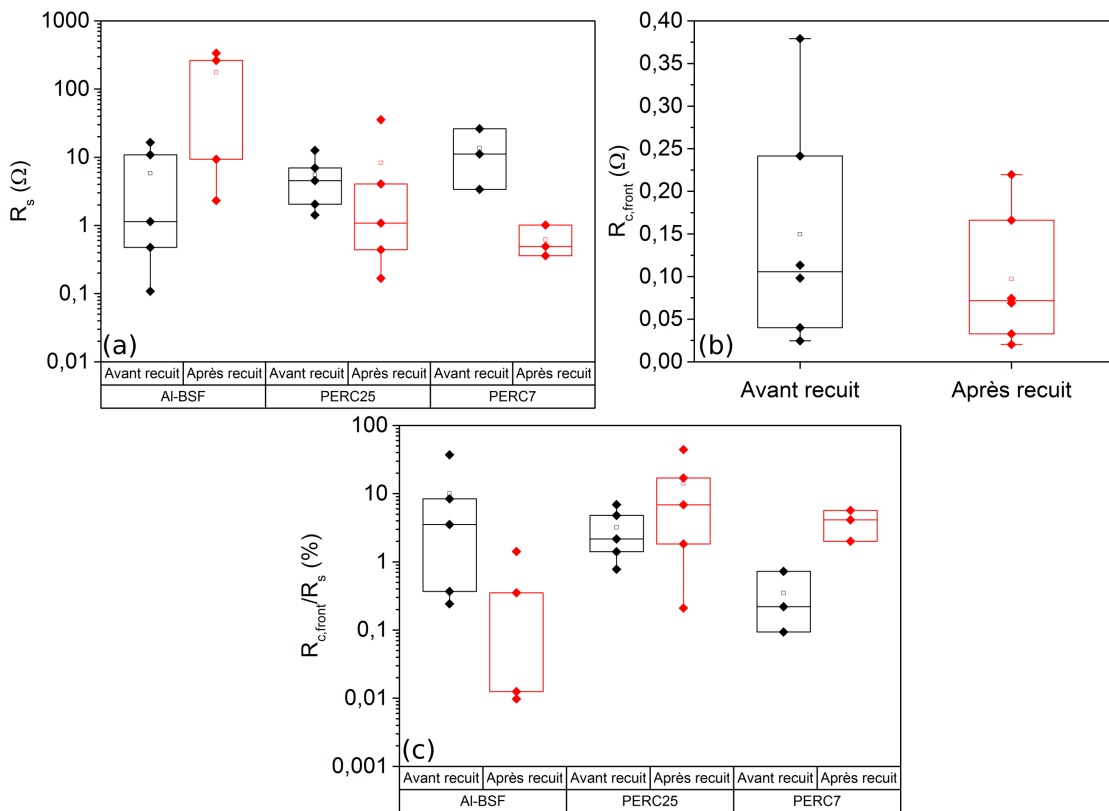 1000
100
10
1
0,1
0,01
Rs (Ω)
(a)
Avant recuit Après recuit Avant recuit Après recuit Avant recuit Après recuit
Al-BSF PERC25 PERC7
0,40
0,35
0,30
0,25
0,20
0,15
0,10
0,05
0,00
Rc,front (Ω)
(b)
Avant recuit Après recuit
100
10
1
0,1
0,01
0,001
Rc,front/Rs (%)
(c)
Avant recuit Après recuit Avant recuit Après recuit Avant recuit Après recuit
Al-BSF PERC25 PERC7